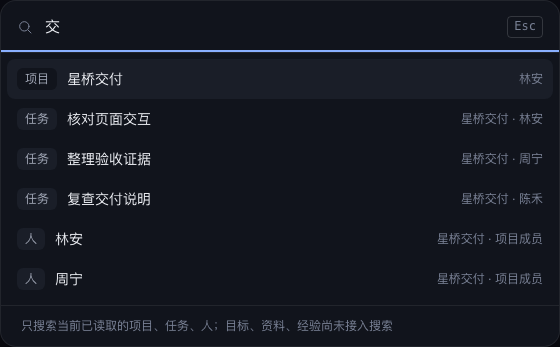 交 Esc
项目 星桥交付 林安
任务 核对页面交互 星桥交付 · 林安
任务 整理验收证据 星桥交付 · 周宁
任务 复查交付说明 星桥交付 · 陈禾
人 林安 星桥交付 · 项目成员
人 周宁 星桥交付 · 项目成员
只搜索当前已读取的项目、任务、人；目标、资料、经验尚未接入搜索